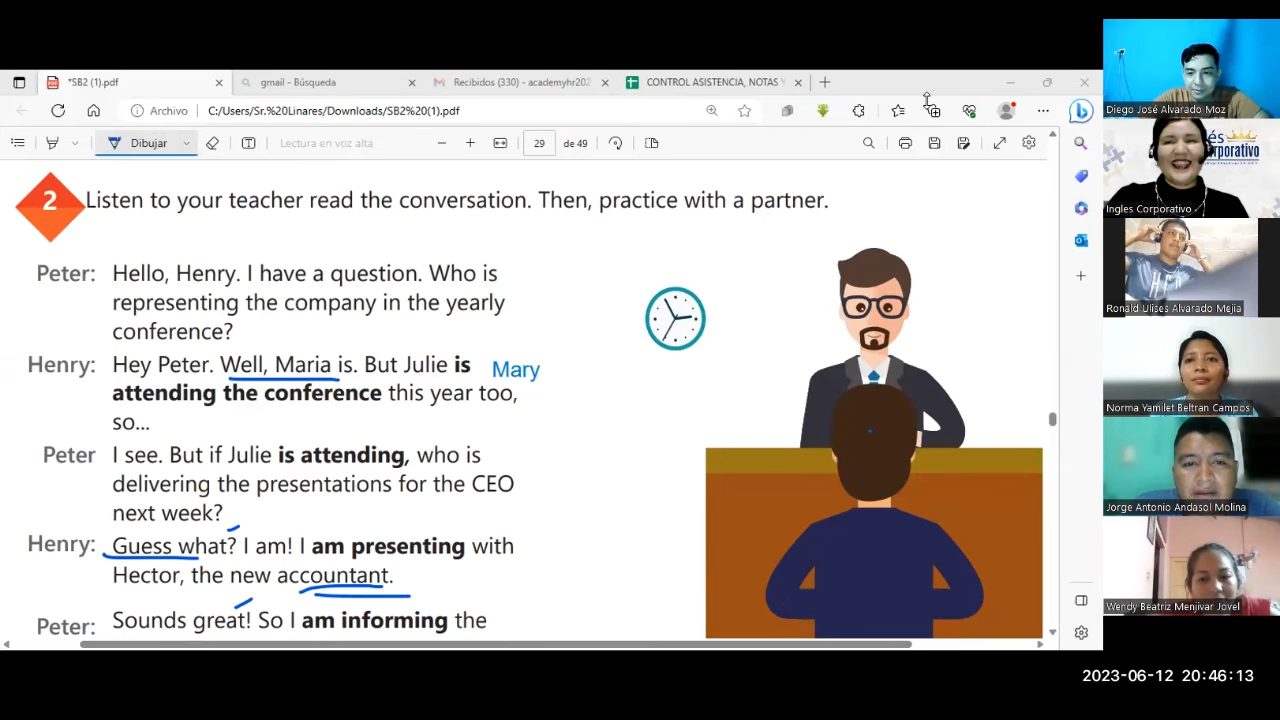 *SB2 (1).pdf
gmail - Búsqueda
Recibidos (330) - academyhr202
CONTROL ASISTENCIA, NOTAS Y
Archivo
C:/Users/Sr.%20Linares/Downloads/SB2%20(1).pdf
Dibujar
Lectura en voz alta
29
de 49
2
Listen to your teacher read the conversation. Then, practice with a partner.
Peter: Hello, Henry. I have a question. Who is
representing the company in the yearly
conference?
Henry: Hey Peter. Well, Maria is. But Julie is
Mary
attending the conference this year too,
so...
Peter I see. But if Julie is attending, who is
delivering the presentations for the CEO
next week?
Henry: Guess what? I am! I am presenting with
Hector, the new accountant.
Peter: Sounds great! So I am informing the
Diego José Alvarado Moz
és
orporativo
Ingles Corporativo
Ronald Ulises Alvarado Mejia
Norma Yamilet Beltran Campos
Jorge Antonio Andasol Molina
Wendy Beatriz Menjivar Jovel
2023-06-12 20:46:13